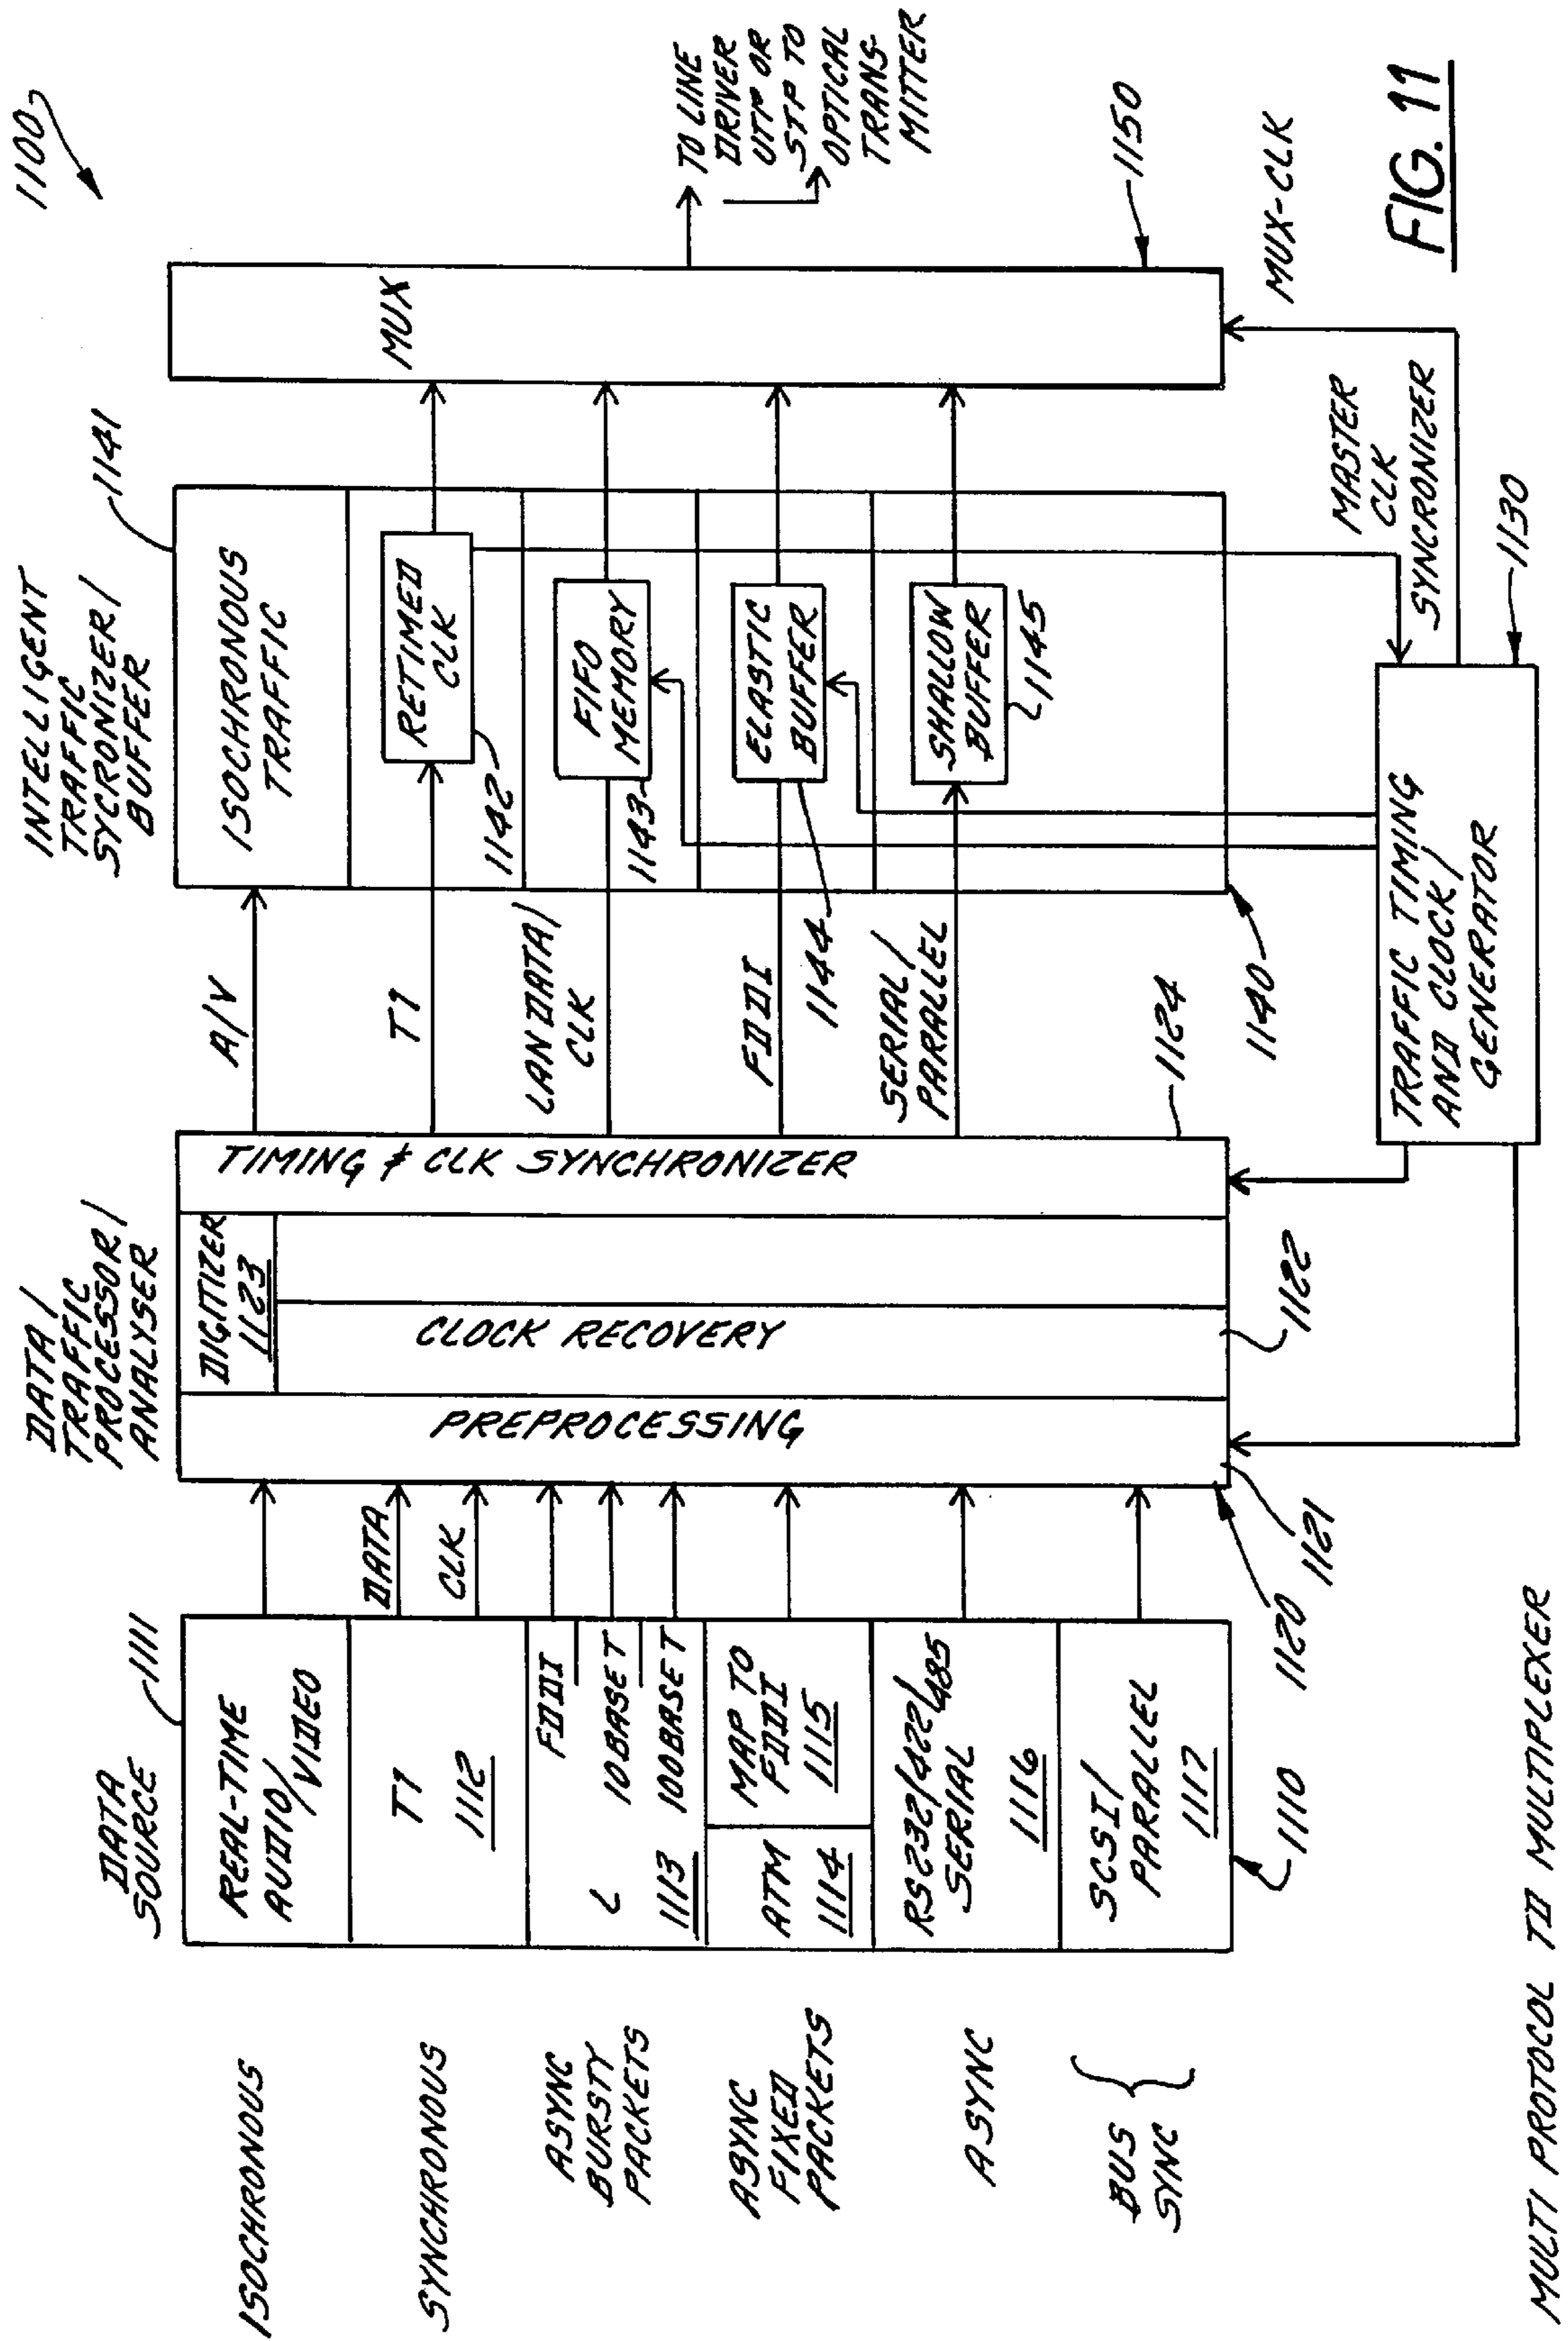 1100
DATA
SOURCE
DATA/
TRAFFIC
PROCESSOR/
ANALYSER
INTELLIGENT
TRAFFIC
SYCRONIZER/
BUFFER
1111
1141
ISOCHRONOUS
SYNCHRONOUS
ASYNC
BURSTY
PACKETS
ASYNC
FIXED
PACKETS
ASYNC
BUS
SYNC
REAL-TIME
AUDIO/VIDEO
T1
1112
L
1113
FDDI
10BASET
100BASET
ATM
1114
MAP TO
FDDI
1115
RS232/422/485
SERIAL
1116
SCSI/
PARALLEL
1117
1110
DATA
CLK
PREPROCESSING
DIGITIZER
1123
CLOCK RECOVERY
TIMING & CLK SYNCHRONIZER
1120
1121
1122
1124
A/V
T1
LAN DATA/
CLK
FDDI
1144
SERIAL/
PARALLEL
1140
ISOCHRONOUS
TRAFFIC
RETIMED
CLK
1142
FIFO
MEMORY
1143
ELASTIC
BUFFER
SHALLOW
BUFFER
1145
MUX
TO LINE
DRIVER
UTP OR
STP TO
OPTICAL
TRANS-
MITTER
1150
MUX-CLK
MASTER
CLK
SYNCRONIZER
TRAFFIC TIMING
AND CLOCK/
GENERATOR
1130
MULTI PROTOCOL TO MULTIPLEXER
FIG. 11